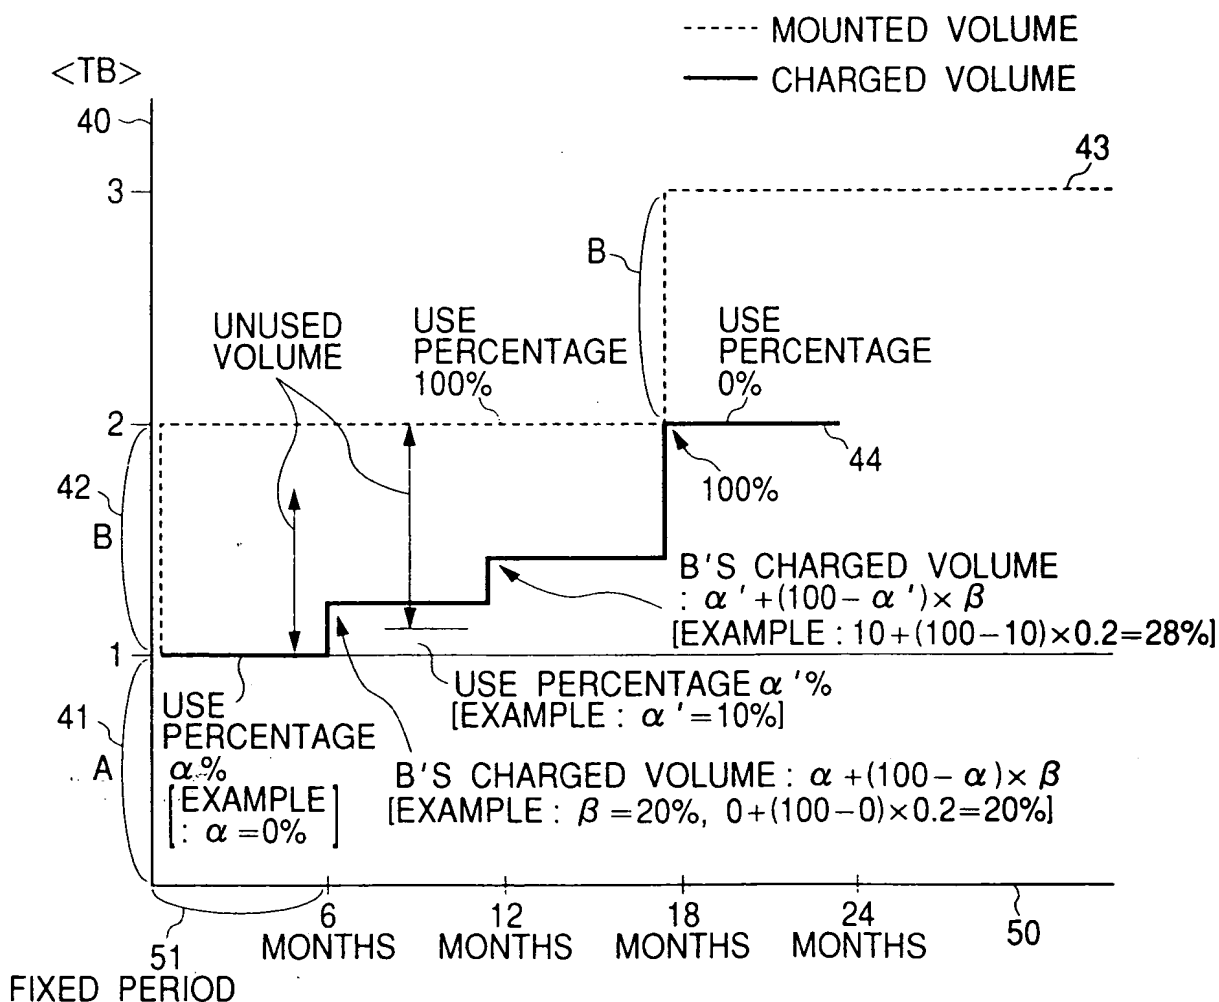 MOUNTED VOLUME
CHARGED VOLUME
<TB>
40
43
3
B
UNUSED
VOLUME
USE
PERCENTAGE
100%
USE
PERCENTAGE
0%
2
44
100%
42
B
B'S CHARGED VOLUME
: α'+(100-α')×β
[EXAMPLE : 10+(100-10)×0.2=28%]
1
USE PERCENTAGE α'%
[EXAMPLE : α'=10%]
41
A
USE
PERCENTAGE
α%
[EXAMPLE
: α=0%]
B'S CHARGED VOLUME : α+(100-α)×β
[EXAMPLE : β=20%, 0+(100-0)×0.2=20%]
6
MONTHS
12
MONTHS
18
MONTHS
24
MONTHS
50
51
FIXED PERIOD